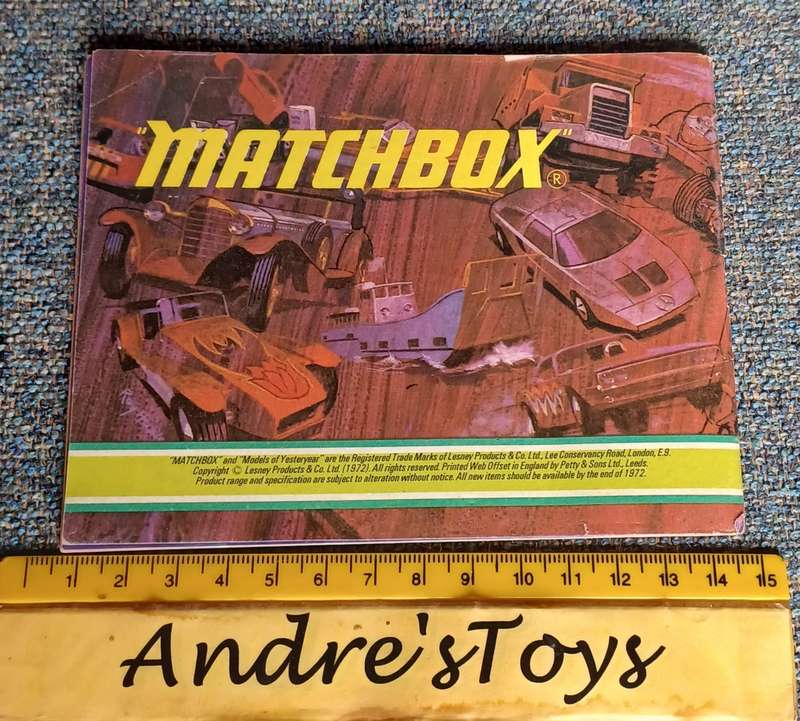 "MATCHBOX"®
"MATCHBOX" and "Models of Yesteryear" are the Registered Trade Marks of Lesney Products & Co. Ltd., Lee Conservancy Road, London, E.9.
Copyright © Lesney Products & Co. Ltd. (1972). All rights reserved. Printed Web Offset in England by Petty & Sons Ltd., Leeds.
Product range and specification are subject to alteration without notice. All new items should be available by the end of 1972.
1 2 3 4 5 6 7 8 9 10 11 12 13 14 15
Andre'sToys